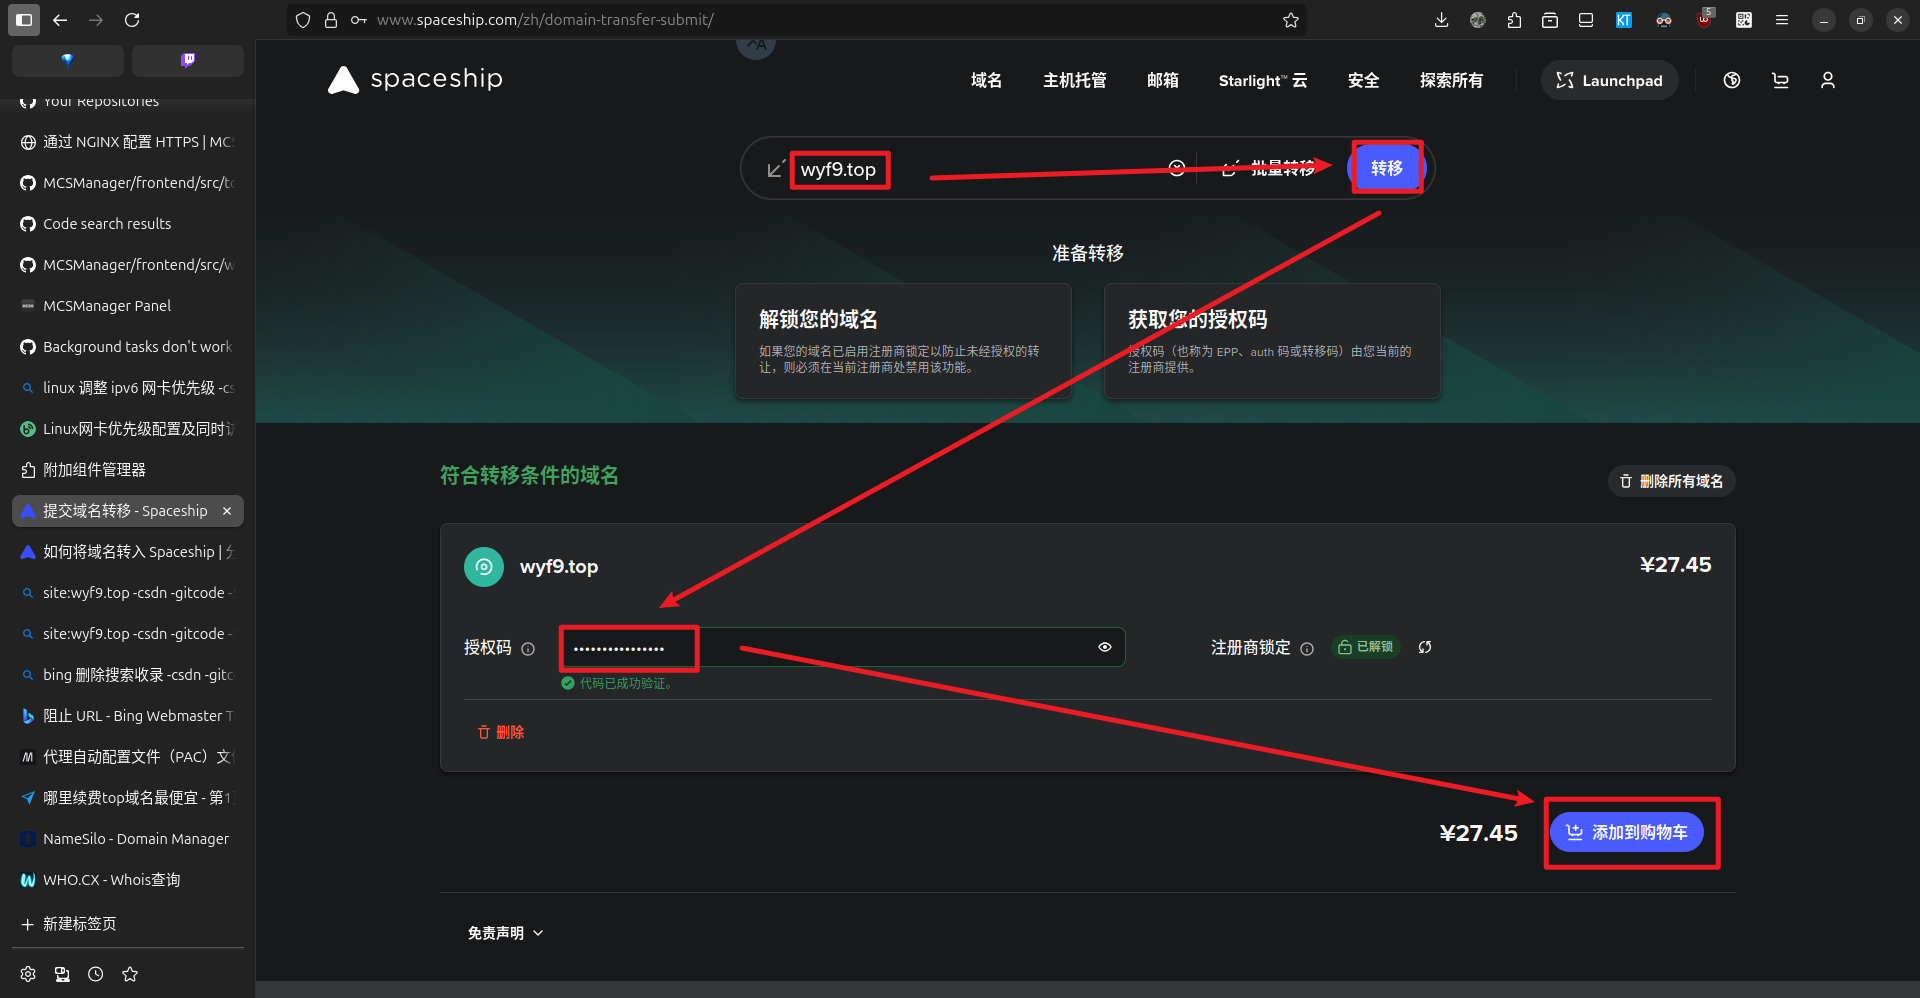 www.spaceship.com/zh/domain-transfer-submit/
KT
5
Your Repositories
通过 NGINX 配置 HTTPS | MCS
MCSManager/frontend/src/to
Code search results
MCSManager/frontend/src/w
MCSManager Panel
Background tasks don't work
linux 调整 ipv6 网卡优先级 -cs
Linux网卡优先级配置及同时访
附加组件管理器
提交域名转移 - Spaceship
如何将域名转入 Spaceship | 分
site:wyf9.top -csdn -gitcode -
site:wyf9.top -csdn -gitcode -
bing 删除搜索收录 -csdn -gitc
阻止 URL - Bing Webmaster T
代理自动配置文件（PAC）文件
哪里续费top域名最便宜 - 第1
NameSilo - Domain Manager
WHO.CX - Whois查询
新建标签页
spaceship
域名
主机托管
邮箱
Starlight™ 云
安全
探索所有
Launchpad
wyf9.top
批量转移
转移
准备转移
解锁您的域名
如果您的域名已启用注册商锁定以防止未经授权的转
让，则必须在当前注册商处禁用该功能。
获取您的授权码
授权码（也称为 EPP、auth 码或转移码）由您当前的
注册商提供。
符合转移条件的域名
删除所有域名
wyf9.top
¥27.45
授权码
••••••••••••••••
代码已成功验证。
注册商锁定
已解锁
删除
¥27.45
添加到购物车
免责声明